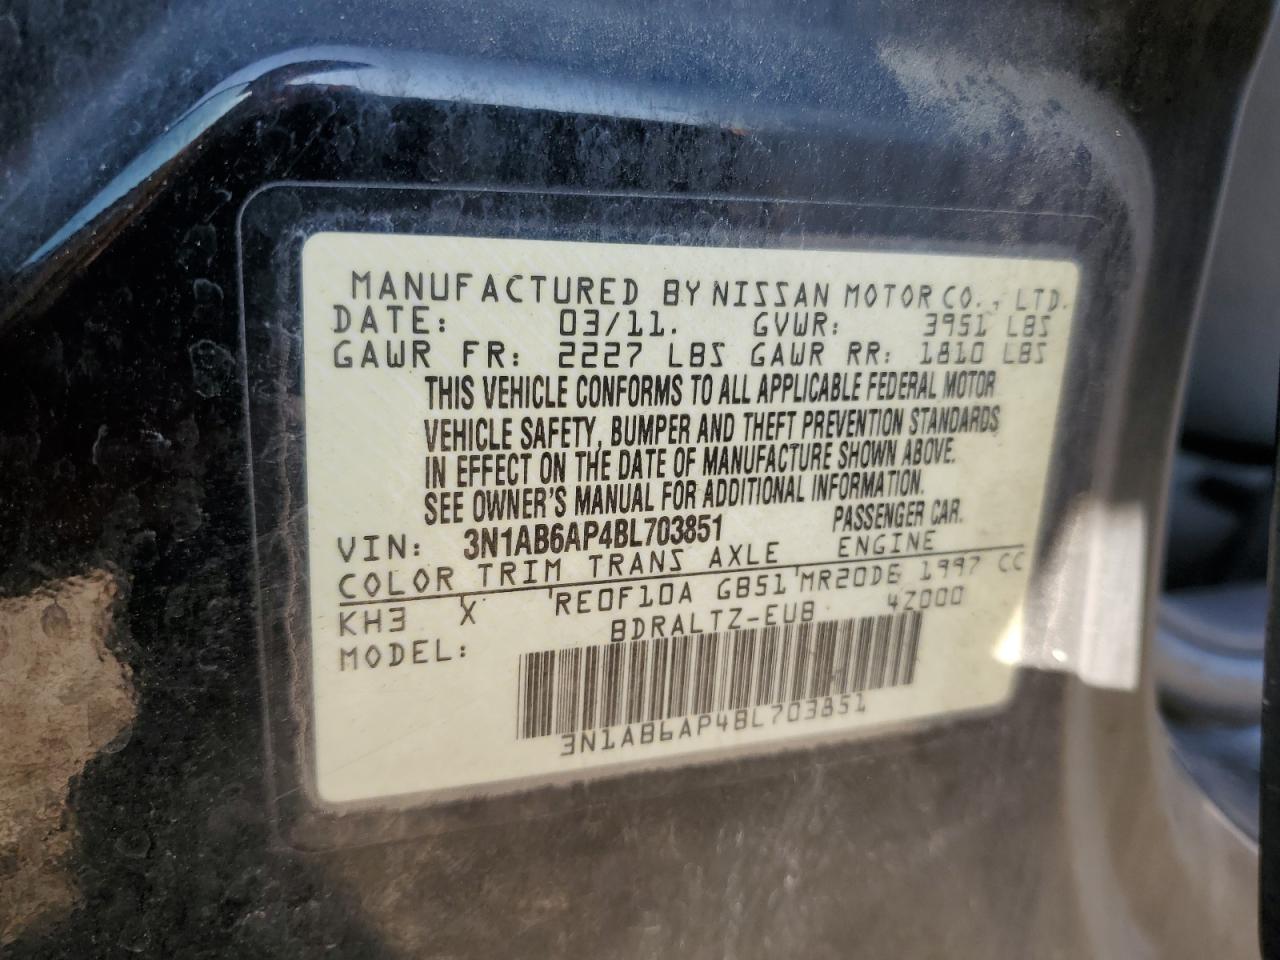 MANUFACTURED BY NISSAN MOTOR CO., LTD.
DATE: 03/11. GVWR: 3951 LBS
GAWR FR: 2227 LBS GAWR RR: 1810 LBS
THIS VEHICLE CONFORMS TO ALL APPLICABLE FEDERAL MOTOR
VEHICLE SAFETY, BUMPER AND THEFT PREVENTION STANDARDS
IN EFFECT ON THE DATE OF MANUFACTURE SHOWN ABOVE.
SEE OWNER'S MANUAL FOR ADDITIONAL INFORMATION.
VIN: 3N1AB6AP4BL703851 PASSENGER CAR.
COLOR TRIM TRANS AXLE ENGINE
KH3 X RE0F10A GB51 MR20DE 1997 CC
MODEL: BDRALTZ-EUB 4Z000
3N1AB6AP4BL703851